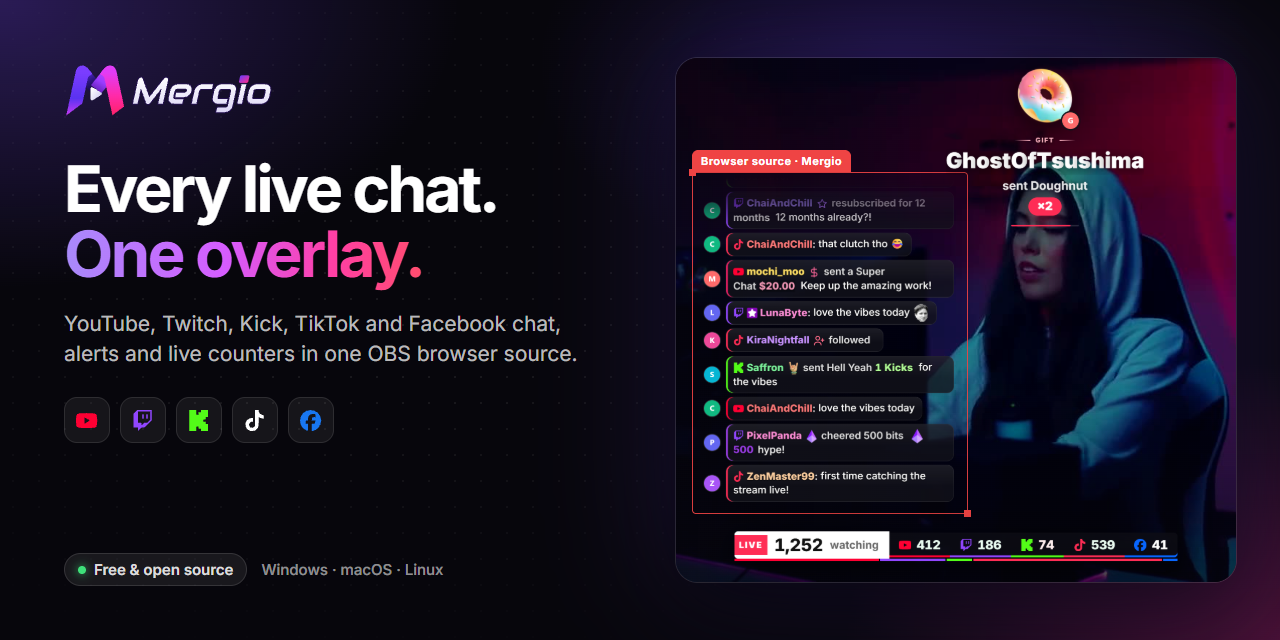 Mergio
Every live chat.
One overlay.
YouTube, Twitch, Kick, TikTok and Facebook chat,
alerts and live counters in one OBS browser source.
Free & open source
Windows · macOS · Linux
G
GIFT
GhostOfTsushima
sent Doughnut
×2
Browser source · Mergio
C ChaiAndChill resubscribed for 12
months 12 months already?!
C ChaiAndChill: that clutch tho
M mochi_moo sent a Super
Chat $20.00 Keep up the amazing work!
L LunaByte: love the vibes today
K KiraNightfall followed
S Saffron sent Hell Yeah 1 Kicks for
the vibes
C ChaiAndChill: love the vibes today
P PixelPanda cheered 500 bits
500 hype!
Z ZenMaster99: first time catching the
stream live!
LIVE 1,252 watching 412 186 74 539 41